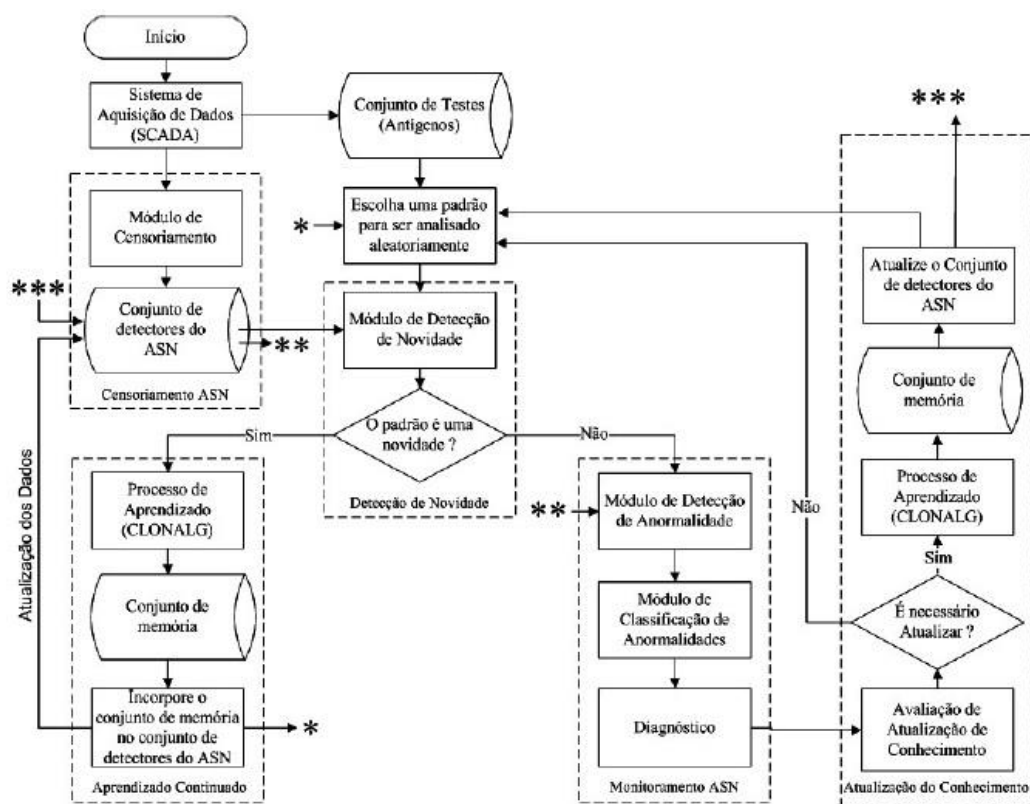 Início
Sistema de
Aquisição de Dados
(SCADA)
Conjunto de Testes
(Antígenos)
***
Módulo de
Censoriamento
*
Escolha uma padrão
para ser analisado
aleatoriamente
***
Conjunto de
detectores do
ASN
**
Censoriamento ASN
Módulo de Detecção
de Novidade
O padrão é uma
novidade ?
Sim
Não
Detecção de Novidade
Atualização dos Dados
Processo de
Aprendizado
(CLONALG)
Conjunto de
memória
Incorpore o
conjunto de memória
no conjunto de
detectores do ASN
*
Aprendizado Continuado
**
Módulo de Detecção
de Anormalidade
Módulo de
Classificação de
Anormalidades
Diagnóstico
Monitoramento ASN
Atualize o Conjunto
de detectores do
ASN
Conjunto de
memória
Processo de
Aprendizado
(CLONALG)
Sim
Não
É necessário
Atualizar ?
Avaliação de
Atualização de
Conhecimento
Atualização do Conhecimento